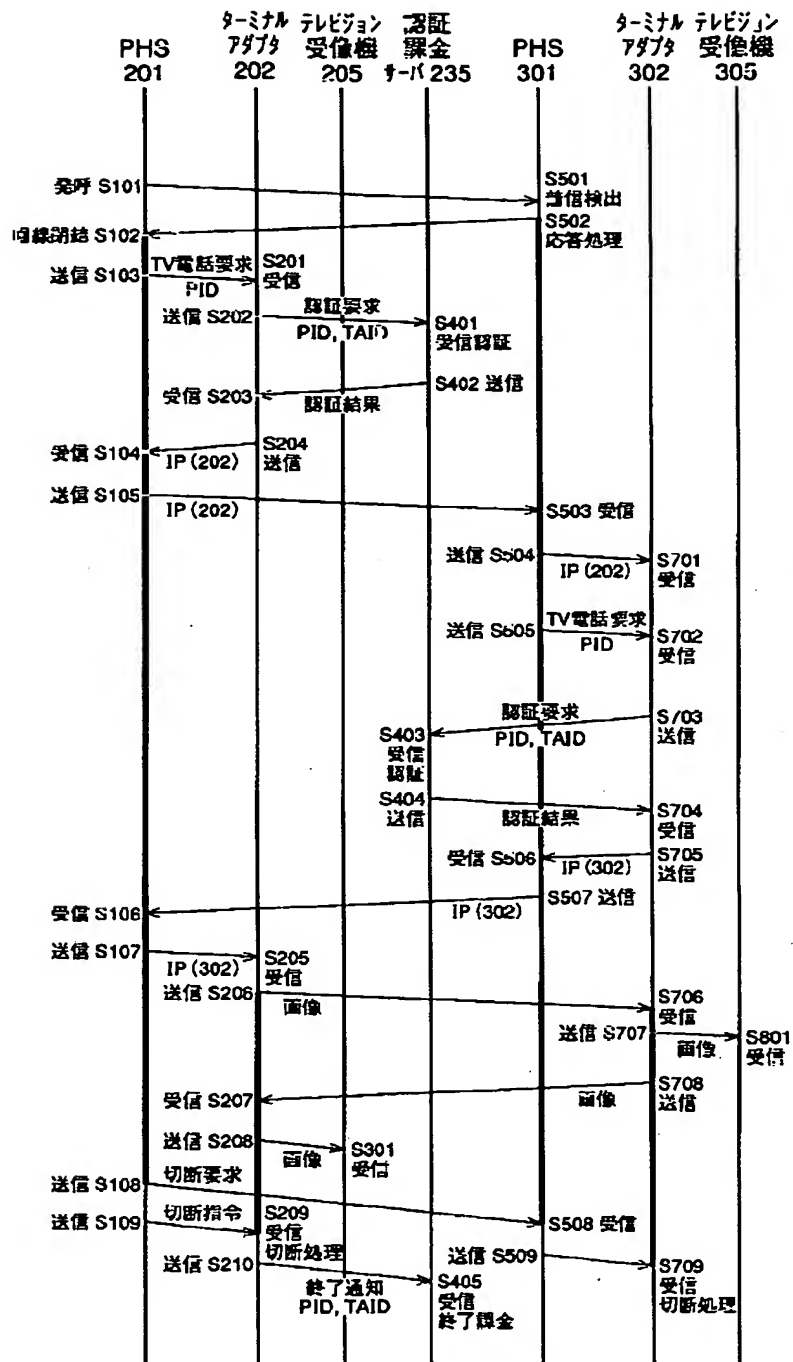 ターミナル テレビジョン 認証 ターミナル テレビジョン
PHS アダプタ 受像機 課金 PHS アダプタ 受像機
201 202 205 サーバ 235 301 302 305
発呼 S101
S501
着信検出
回線閉結 S102
S502
応答処理
送信 S103
TV電話要求
PID
S201
受信
送信 S202
認証要求
PID, TAID
S401
受信認証
受信 S203
認証結果
S402 送信
受信 S104
IP (202)
S204
送信
送信 S105
IP (202)
S503 受信
送信 S504
IP (202)
S701
受信
送信 S505
TV電話要求
PID
S702
受信
認証要求
PID, TAID
S703
送信
S403
受信
認証
S404
送信
認証結果
S704
受信
受信 S506
IP (302)
S705
送信
受信 S106
IP (302)
S507 送信
送信 S107
IP (302)
S205
受信
送信 S206
画像
S706
受信
送信 S707
画像
S801
受信
受信 S207
画像
S708
送信
送信 S208
画像
S301
受信
送信 S108
切断要求
S508 受信
送信 S109
切断指令
S209
受信
切断処理
送信 S210
終了通知
PID, TAID
S405
受信
終了課金
送信 S509
S709
受信
切断処理